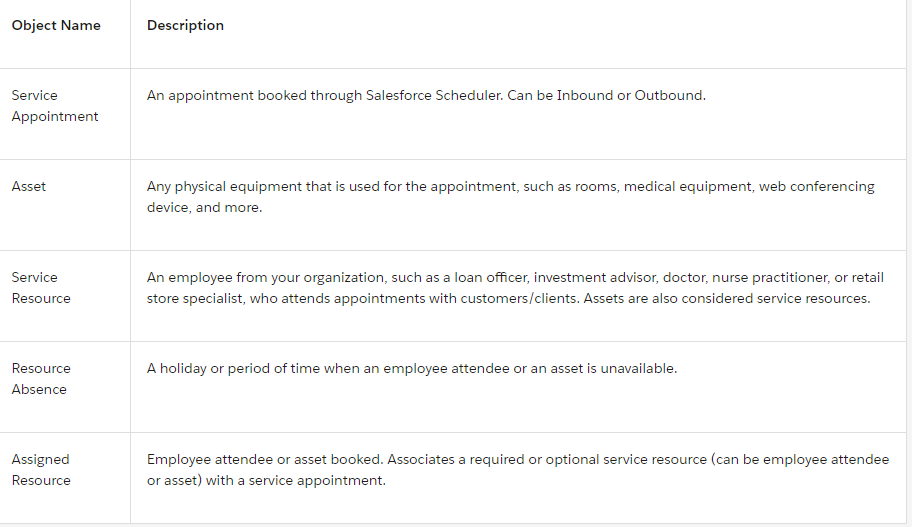 Object Name
Description
Service
Appointment
An appointment booked through Salesforce Scheduler. Can be Inbound or Outbound.
Asset
Any physical equipment that is used for the appointment, such as rooms, medical equipment, web conferencing
device, and more.
Service
Resource
An employee from your organization, such as a loan officer, investment advisor, doctor, nurse practitioner, or retail
store specialist, who attends appointments with customers/clients. Assets are also considered service resources.
Resource
Absence
A holiday or period of time when an employee attendee or an asset is unavailable.
Assigned
Resource
Employee attendee or asset booked. Associates a required or optional service resource (can be employee attendee
or asset) with a service appointment.